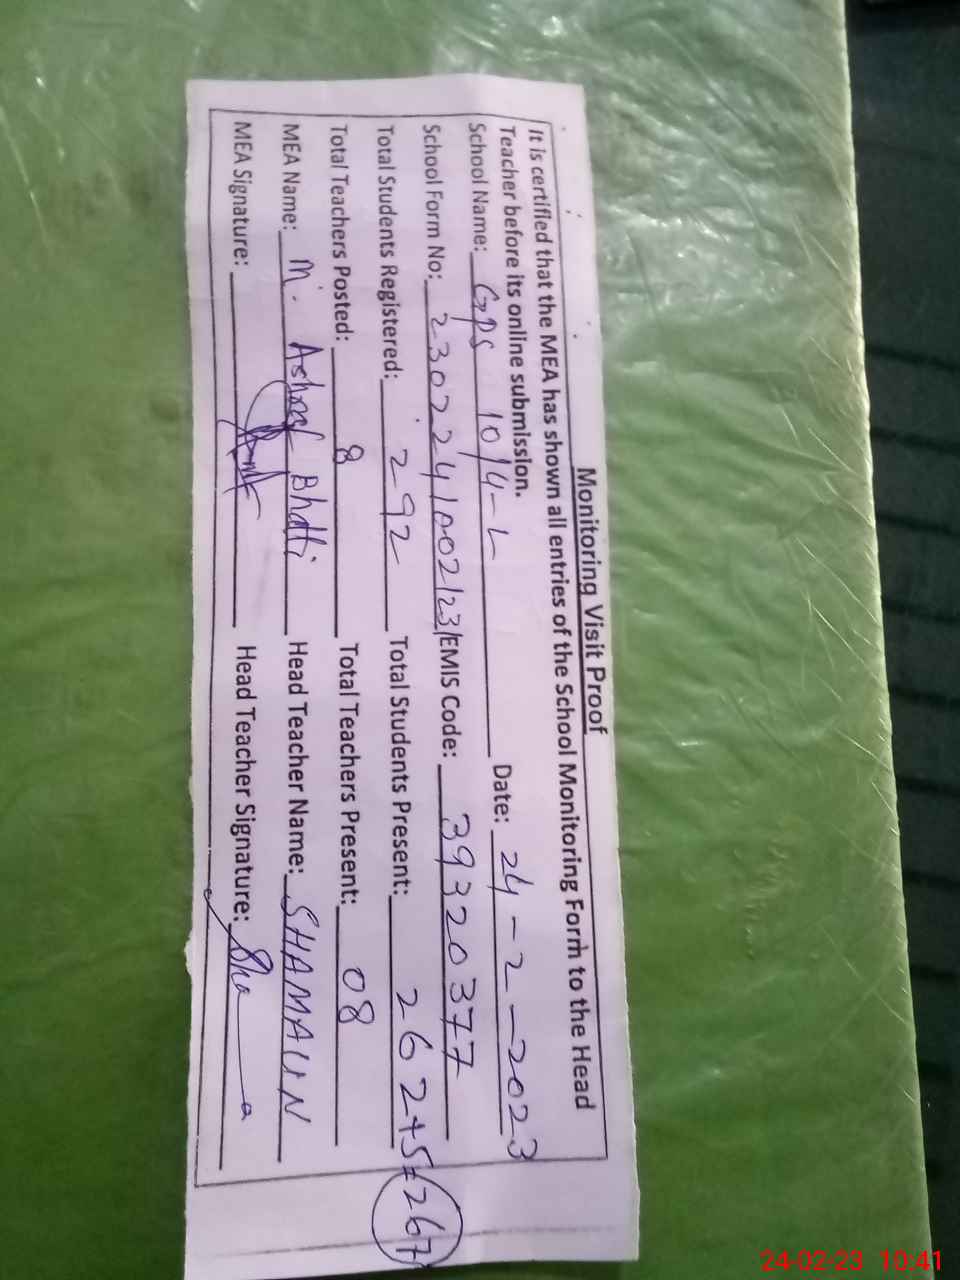 Monitoring Visit Proof
It is certified that the MEA has shown all entries of the School Monitoring Form to the Head
Teacher before its online submission.
School Name: GPS 10/4-L Date: 24-2-2023
School Form No: 2302241002123/EMIS Code: 39320377
Total Students Registered: 292 Total Students Present: 262+5=267
Total Teachers Posted: 8 Total Teachers Present: 08
MEA Name: M. Ashraf Bhatti Head Teacher Name: SHAMAUN
MEA Signature: Head Teacher Signature:
24-02-23 10:41